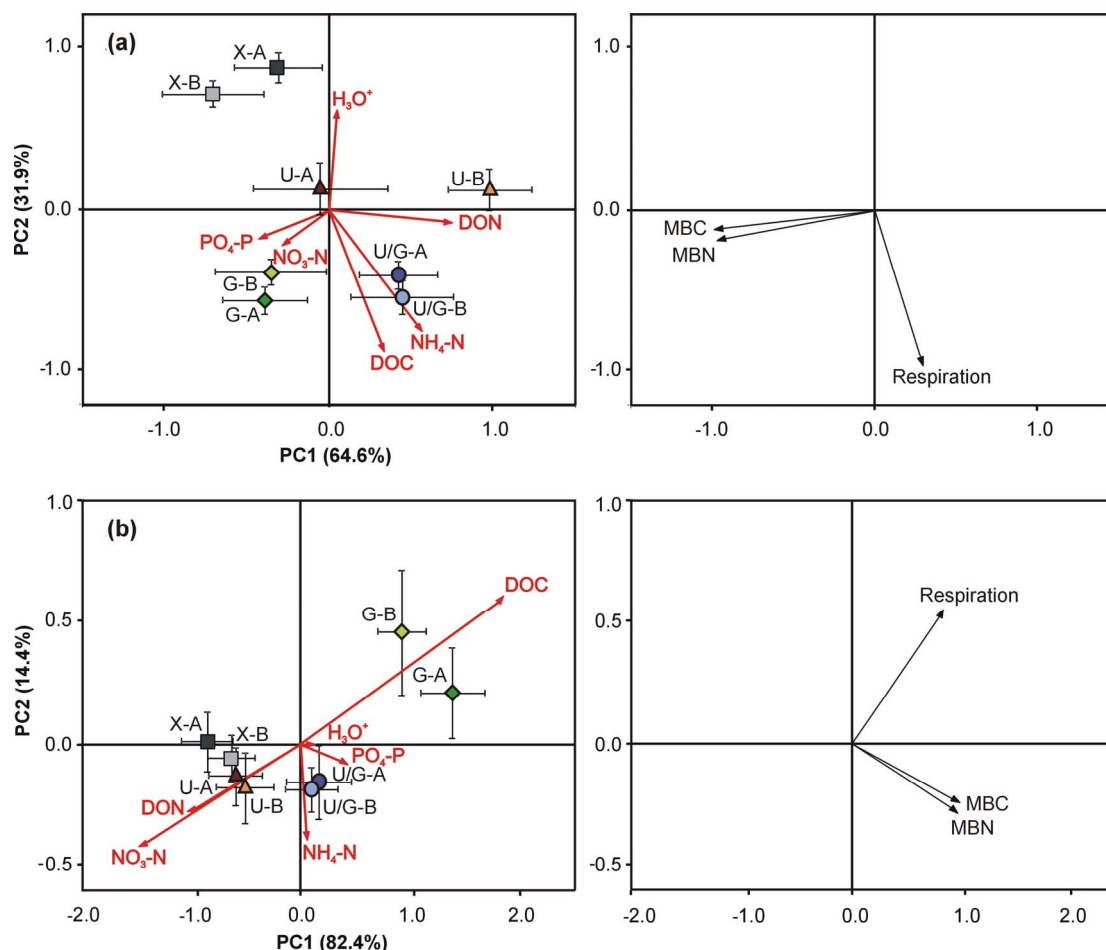 (a)
1.0
0.0
-1.0
PC2 (31.9%)
X-A
X-B
H₃O⁺
U-A
U-B
DON
PO₄-P
NO₃-N
U/G-A
G-B
U/G-B
G-A
NH₄-N
DOC
-1.0
0.0
1.0
PC1 (64.6%)
1.0
0.0
-1.0
MBC
MBN
Respiration
-1.0
0.0
1.0
(b)
1.0
0.5
0.0
-0.5
PC2 (14.4%)
DOC
G-B
G-A
X-A
X-B
H₃O⁺
PO₄-P
U-A
U/G-A
DON
U-B
U/G-B
NO₃-N
NH₄-N
-2.0
-1.0
0.0
1.0
2.0
PC1 (82.4%)
1.0
0.5
0.0
-0.5
Respiration
MBC
MBN
-2.0
-1.0
0.0
1.0
2.0